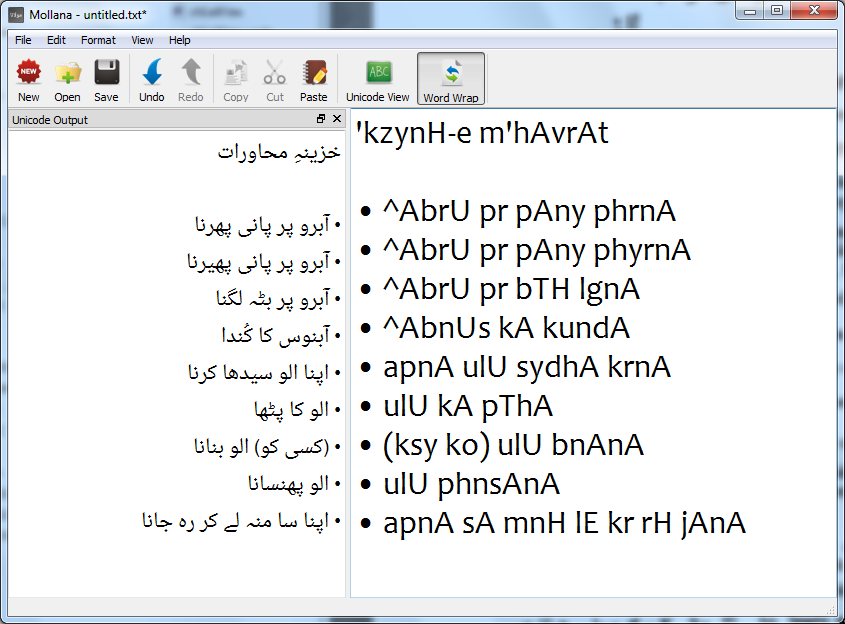 Mollana - untitled.txt*
File Edit Format View Help
New Open Save Undo Redo Copy Cut Paste Unicode View Word Wrap
NEW ABC
Unicode Output
خزینہِ محاورات
• آبرو پر پانی پھرنا
• آبرو پر پانی پھیرنا
• آبرو پر بٹہ لگنا
• آبنوس کا کُندا
• اپنا الو سیدھا کرنا
• الو کا پٹھا
• (کسی کو) الو بنانا
• الو پھنسانا
• اپنا سا منہ لے کر رہ جانا
'kzynH-e m'hAvrAt
• ^AbrU pr pAny phrnA
• ^AbrU pr pAny phyrnA
• ^AbrU pr bTH lgnA
• ^AbnUs kA kundA
• apnA ulU sydhA krnA
• ulU kA pThA
• (ksy ko) ulU bnAnA
• ulU phnsAnA
• apnA sA mnH lE kr rH jAnA